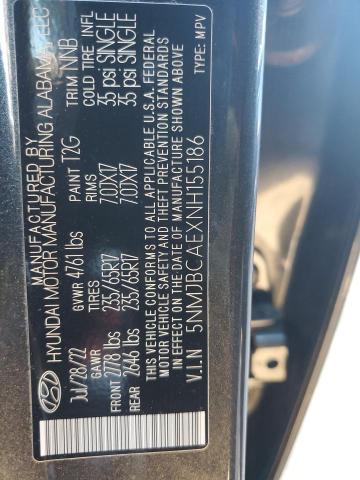 MANUFACTURED BY
HYUNDAI MOTOR MANUFACTURING ALABAMA, LLC
Jul/28/22 GVWR 4761 lbs PAINT T2G TRIM NNB
GAWR TIRES RIMS COLD TIRE INFL
FRONT 2778 lbs 235/65R17 7.0JX17 35 psi SINGLE
REAR 2646 lbs 235/65R17 7.0JX17 35 psi SINGLE
THIS VEHICLE CONFORMS TO ALL APPLICABLE U.S.A. FEDERAL
MOTOR VEHICLE SAFETY
STANDARDS IN EFFECT ON THE DATE OF MANUFACTURE SHOWN ABOVE
V.I.N 5NMJBCAEXNH155186 TYPE: MPV